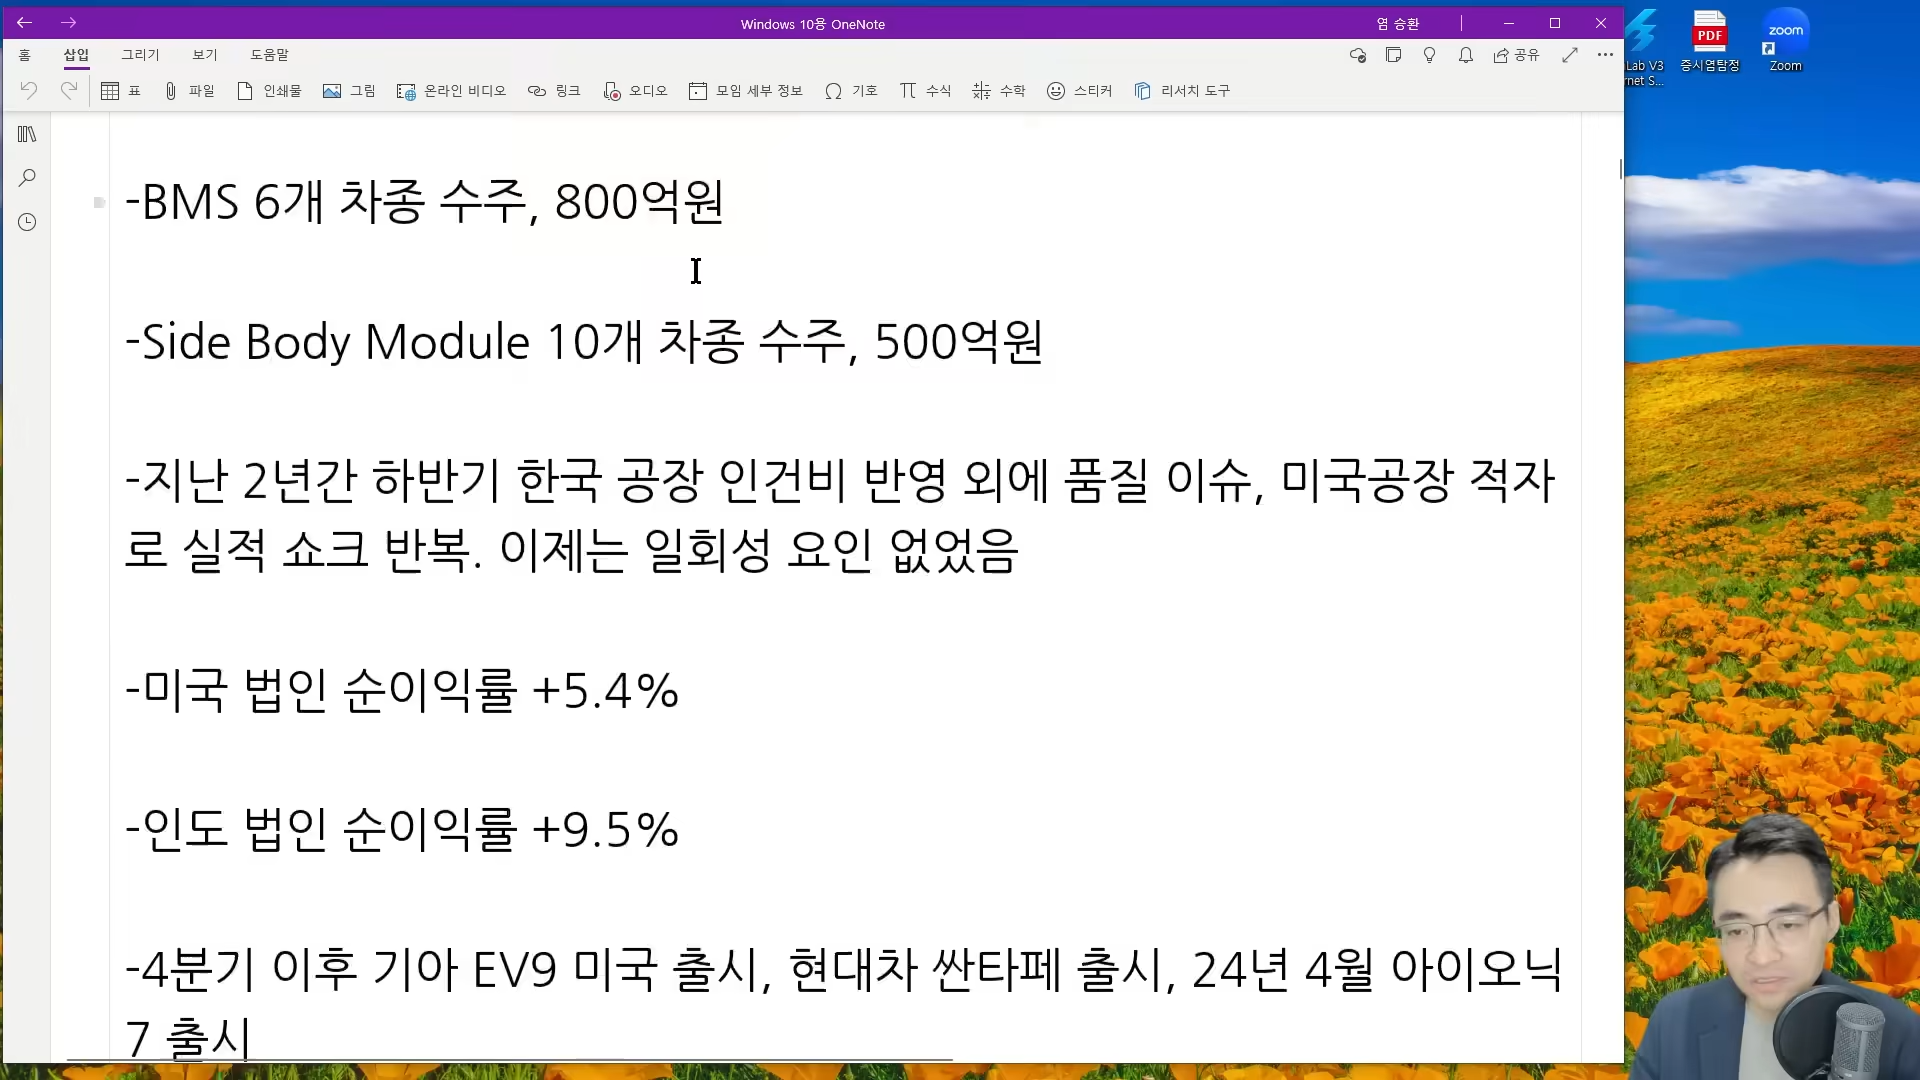 Windows 10용 OneNote
염 승환
홈 삽입 그리기 보기 도움말
공유
표 파일 인쇄물 그림 온라인 비디오 링크 오디오 모임 세부 정보 기호 수식 수학 스티커 리서치 도구
Lab V3
net S...
PDF
증시염탐정
zoom
Zoom
-BMS 6개 차종 수주, 800억원
-Side Body Module 10개 차종 수주, 500억원
-지난 2년간 하반기 한국 공장 인건비 반영 외에 품질 이슈, 미국공장 적자
로 실적 쇼크 반복. 이제는 일회성 요인 없었음
-미국 법인 순이익률 +5.4%
-인도 법인 순이익률 +9.5%
-4분기 이후 기아 EV9 미국 출시, 현대차 싼타페 출시, 24년 4월 아이오닉
7 출시